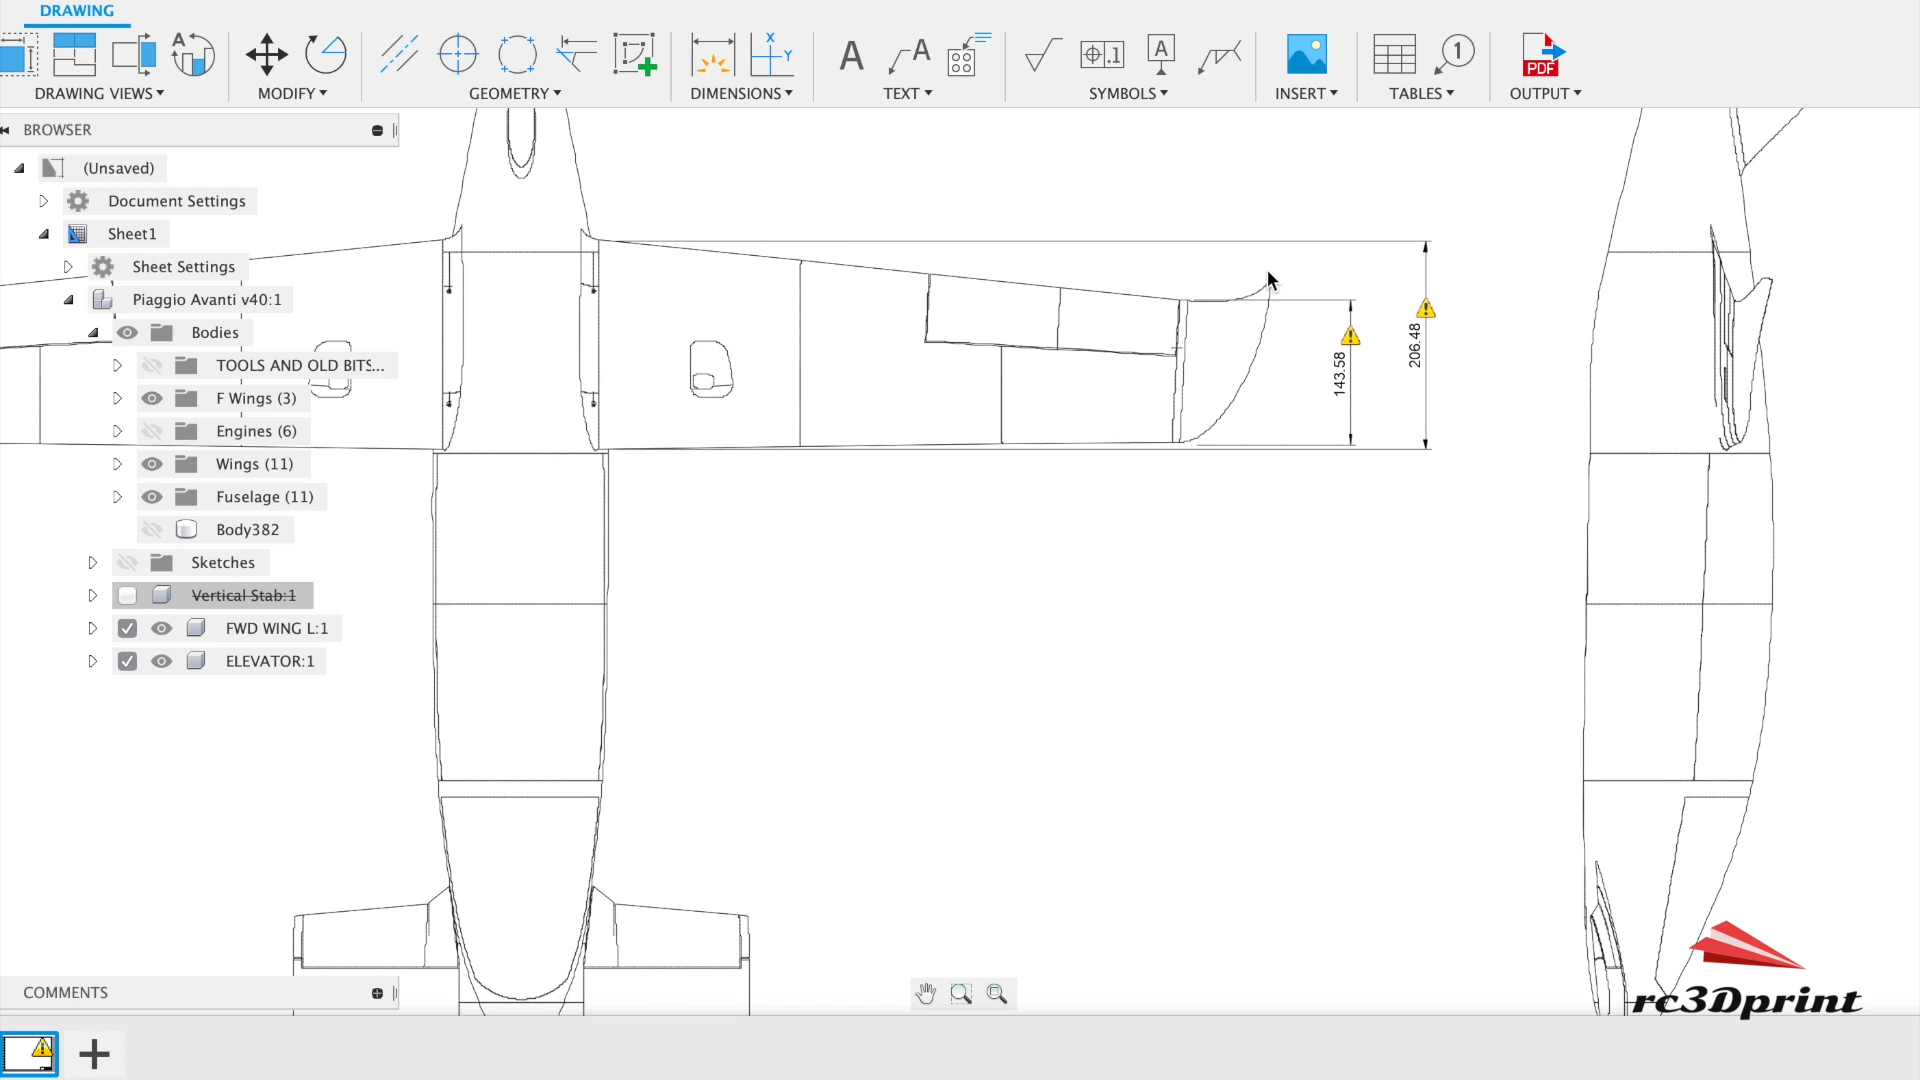 DRAWING
A
A
X
Y
A
A
.1
A
1
PDF
DRAWING VIEWS
MODIFY
GEOMETRY
DIMENSIONS
TEXT
SYMBOLS
INSERT
TABLES
OUTPUT
BROWSER
(Unsaved)
Document Settings
Sheet1
Sheet Settings
Piaggio Avanti v40:1
Bodies
TOOLS AND OLD BITS...
F Wings (3)
Engines (6)
Wings (11)
Fuselage (11)
Body382
Sketches
Vertical Stab:1
FWD WING L:1
ELEVATOR:1
143.58
206.48
COMMENTS
rc3Dprint